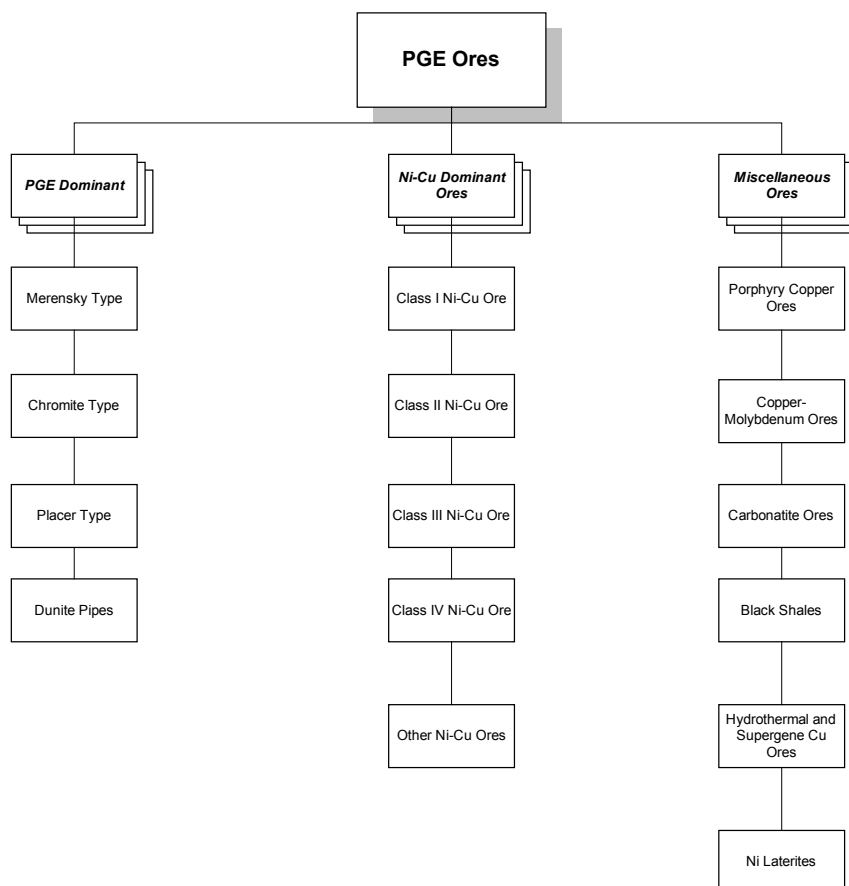 PGE Ores
PGE Dominant
Ni-Cu Dominant
Ores
Miscellaneous
Ores
Merensky Type
Class I Ni-Cu Ore
Porphyry Copper
Ores
Chromite Type
Class II Ni-Cu Ore
Copper-
Molybdenum Ores
Placer Type
Class III Ni-Cu Ore
Carbonatite Ores
Dunite Pipes
Class IV Ni-Cu Ore
Black Shales
Other Ni-Cu Ores
Hydrothermal and
Supergene Cu
Ores
Ni Laterites